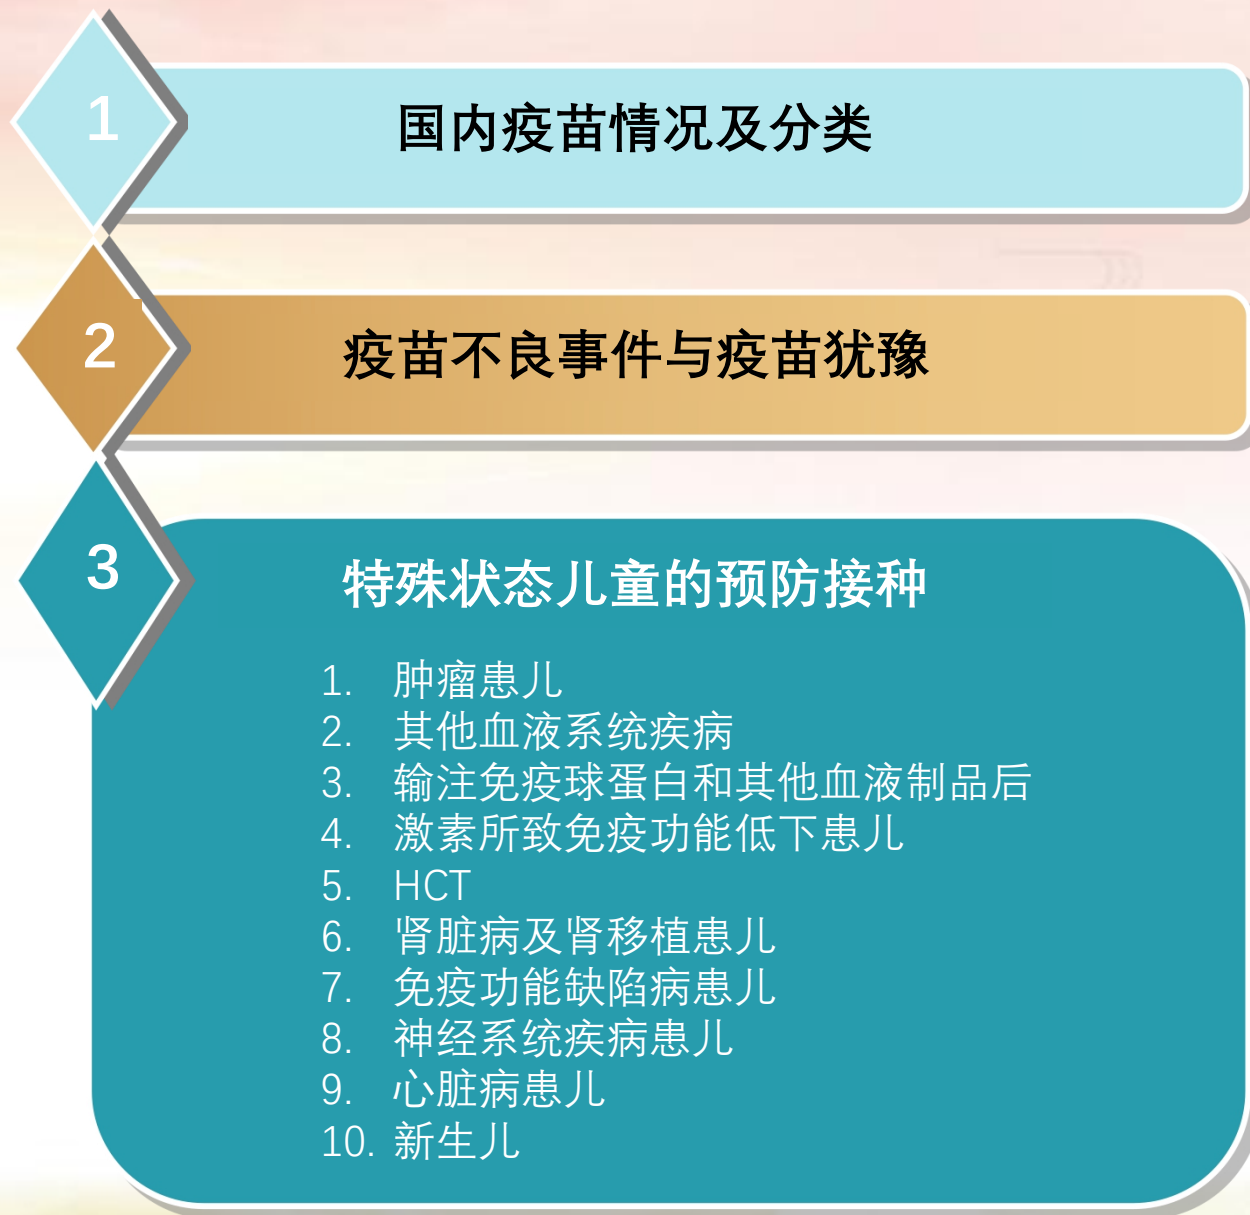 1
国内疫苗情况及分类
2
疫苗不良事件与疫苗犹豫
3
特殊状态儿童的预防接种
1. 肿瘤患儿
2. 其他血液系统疾病
3. 输注免疫球蛋白和其他血液制品后
4. 激素所致免疫功能低下患儿
5. HCT
6. 肾脏病及肾移植患儿
7. 免疫功能缺陷病患儿
8. 神经系统疾病患儿
9. 心脏病患儿
10. 新生儿